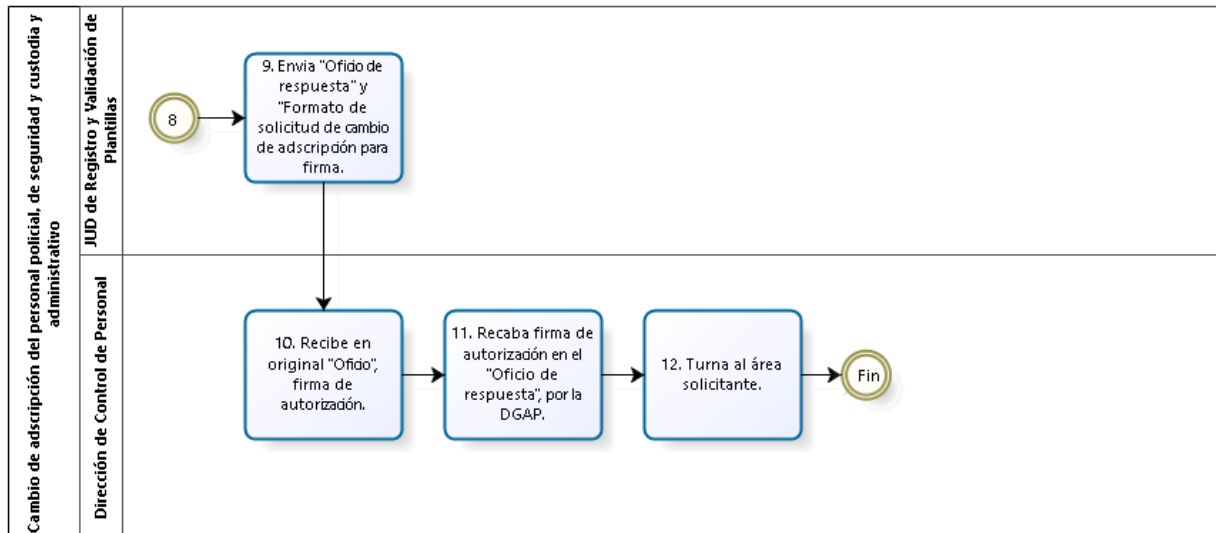 Cambio de adscripción del personal policial, de seguridad y custodia y
administrativo
JUD de Registro y Validación de
Plantillas
8
9. Envia "Oficio de
respuesta" y
"Formato de
solicitud de cambio
de adscripción para
firma.
Dirección de Control de Personal
10. Recibe en
original "Oficio",
firma de
autorización.
11. Recaba firma de
autorización en el
"Oficio de
respuesta", por la
DGAP.
12. Turna al área
solicitante.
Fin